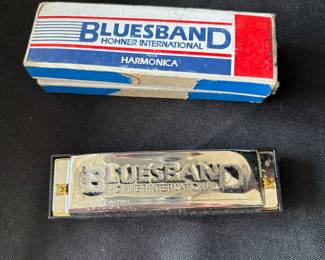 BLUESBAND
HOHNER INTERNATIONAL
HARMONICA
BLUESBAND
HOHNER INTERNATIONAL